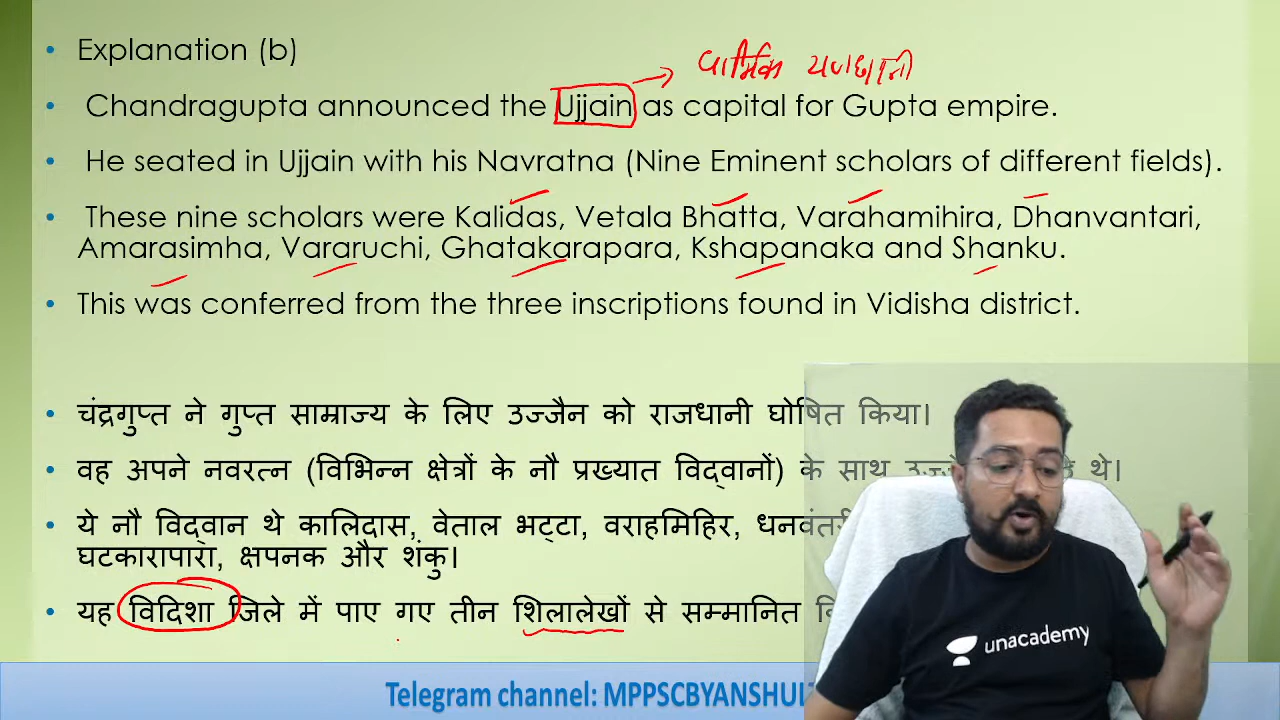 Explanation (b)
धार्मिक राजधानी
Chandragupta announced the Ujjain as capital for Gupta empire.
He seated in Ujjain with his Navratna (Nine Eminent scholars of different fields).
These nine scholars were Kalidas, Vetala Bhatta, Varahamihira, Dhanvantari,
Amarasimha, Vararuchi, Ghatakarapara, Kshapanaka and Shanku.
This was conferred from the three inscriptions found in Vidisha district.
चंद्रगुप्त ने गुप्त साम्राज्य के लिए उज्जैन को राजधानी घोषित किया।
वह अपने नवरत्न (विभिन्न क्षेत्रों के नौ प्रख्यात विद्वानों) के साथ थे।
ये नौ विद्वान थे कालिदास, वेताल भट्टा, वराहमिहिर,
घटकारापारा, क्षपनक और शंकु।
यह विदिशा जिले में पाए गए तीन शिलालेखों से सम्मानित
unacademy
Telegram channel: